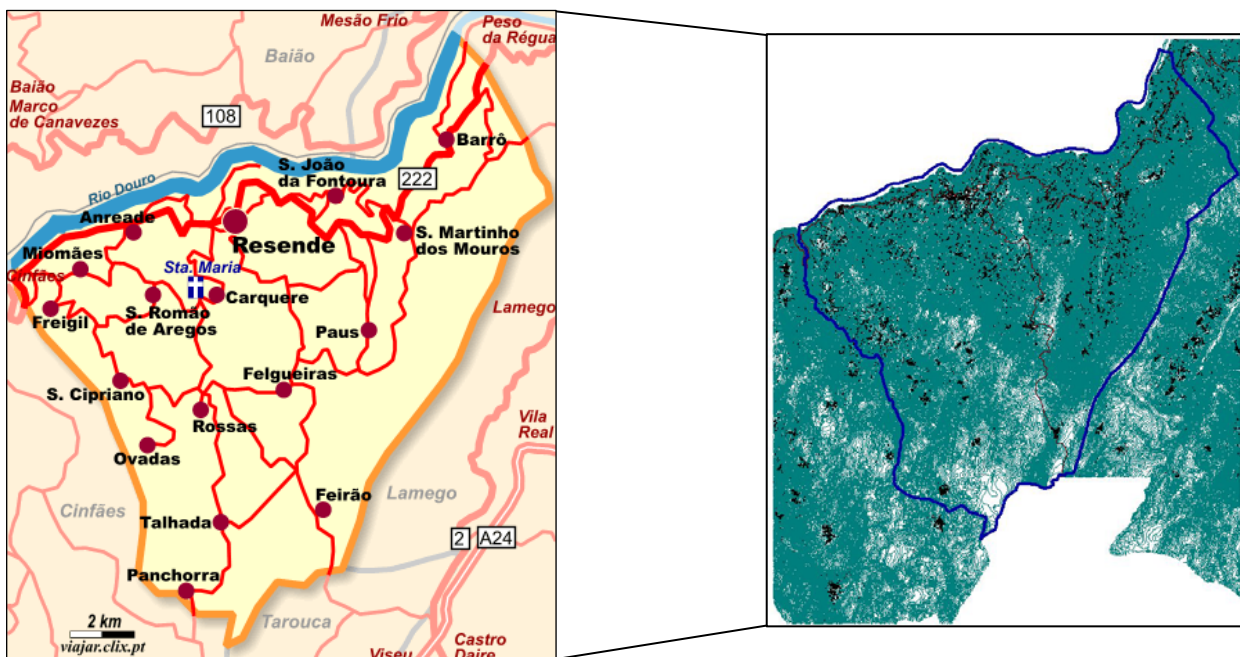 Mesão Frio
Peso
da Régua
Baião
Baião
Marco
de Canavezes
108
Barrô
S. João
da Fontoura
222
Rio Douro
Anreade
Resende
S. Martinho
dos Mouros
Miomães
Sta. Maria
Cinfães
Carquere
Freigil
S. Romão
de Aregos
Lamego
Paus
Felgueiras
S. Cipriano
Rossas
Vila
Real
Ovadas
Feirão
Lamego
Cinfães
Talhada
2
A24
Panchorra
Tarouca
2 km
viajar.clix.pt
Viseu
Castro
Daire